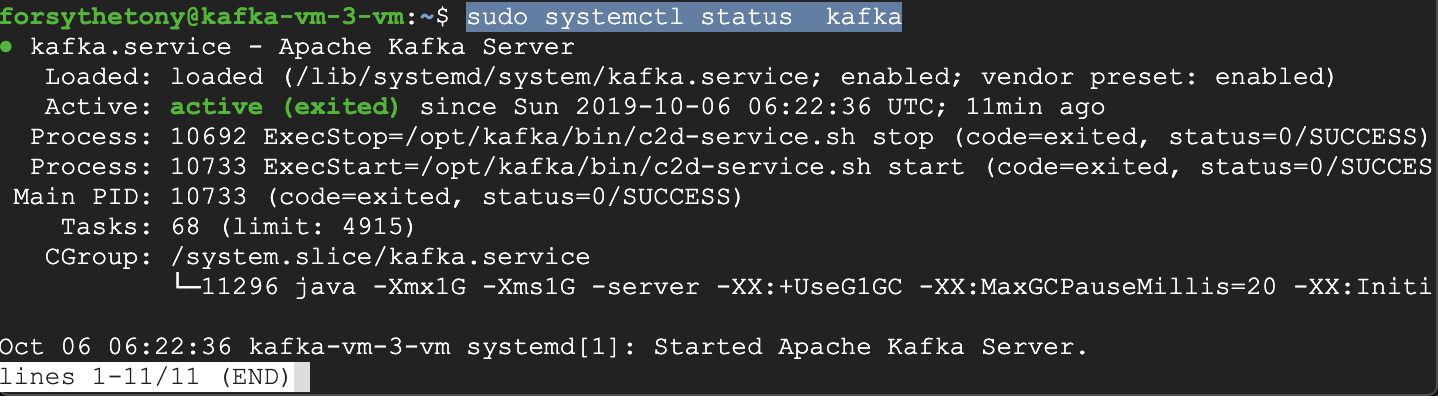 forsythetony@kafka-vm-3-vm:~$ sudo systemctl status  kafka
● kafka.service - Apache Kafka Server
   Loaded: loaded (/lib/systemd/system/kafka.service; enabled; vendor preset: enabled)
   Active: active (exited) since Sun 2019-10-06 06:22:36 UTC; 11min ago
  Process: 10692 ExecStop=/opt/kafka/bin/c2d-service.sh stop (code=exited, status=0/SUCCESS)
  Process: 10733 ExecStart=/opt/kafka/bin/c2d-service.sh start (code=exited, status=0/SUCCES
 Main PID: 10733 (code=exited, status=0/SUCCESS)
    Tasks: 68 (limit: 4915)
   CGroup: /system.slice/kafka.service
           └─11296 java -Xmx1G -Xms1G -server -XX:+UseG1GC -XX:MaxGCPauseMillis=20 -XX:Initi
Oct 06 06:22:36 kafka-vm-3-vm systemd[1]: Started Apache Kafka Server.
lines 1-11/11 (END)